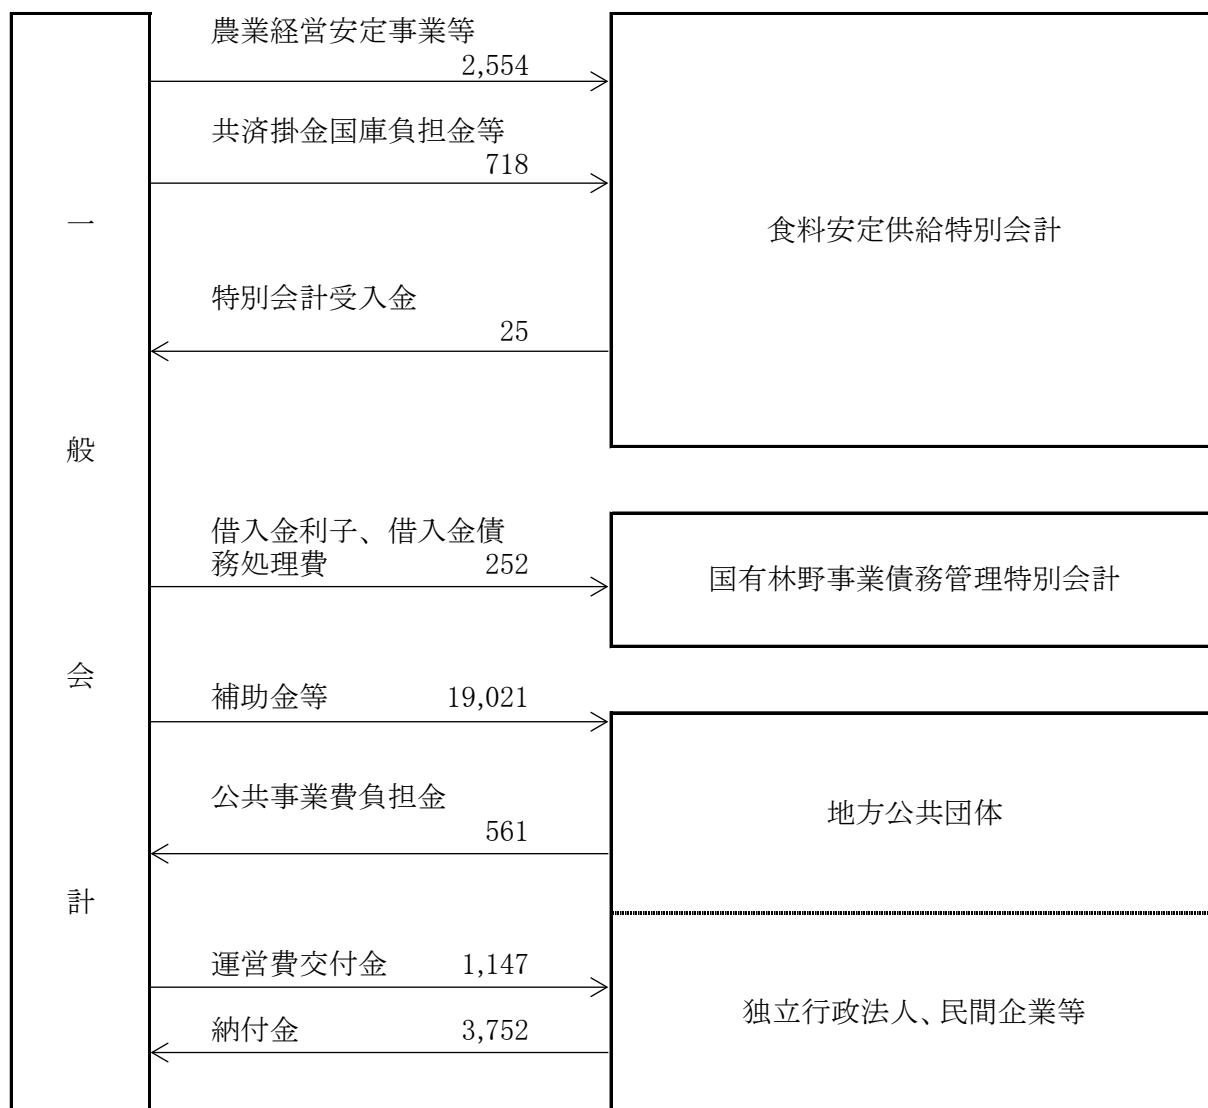 一般会計
農業経営安定事業等
2,554
共済掛金国庫負担金等
718
食料安定供給特別会計
特別会計受入金
25
借入金利子、借入金債
務処理費 252
国有林野事業債務管理特別会計
補助金等 19,021
公共事業費負担金
561
地方公共団体
運営費交付金 1,147
納付金 3,752
独立行政法人、民間企業等